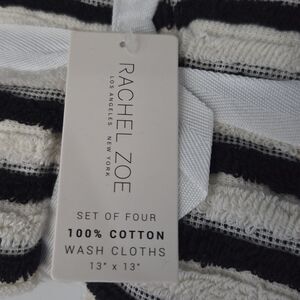 RACHEL ZOE
LOS ANGELES NEW YORK
SET OF FOUR
100% COTTON
WASH CLOTHS
13" x 13"